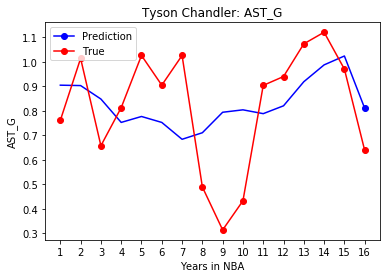 Tyson Chandler: AST_G
Prediction
True
AST_G
1.1
1.0
0.9
0.8
0.7
0.6
0.5
0.4
0.3
1 2 3 4 5 6 7 8 9 10 11 12 13 14 15 16
Years in NBA